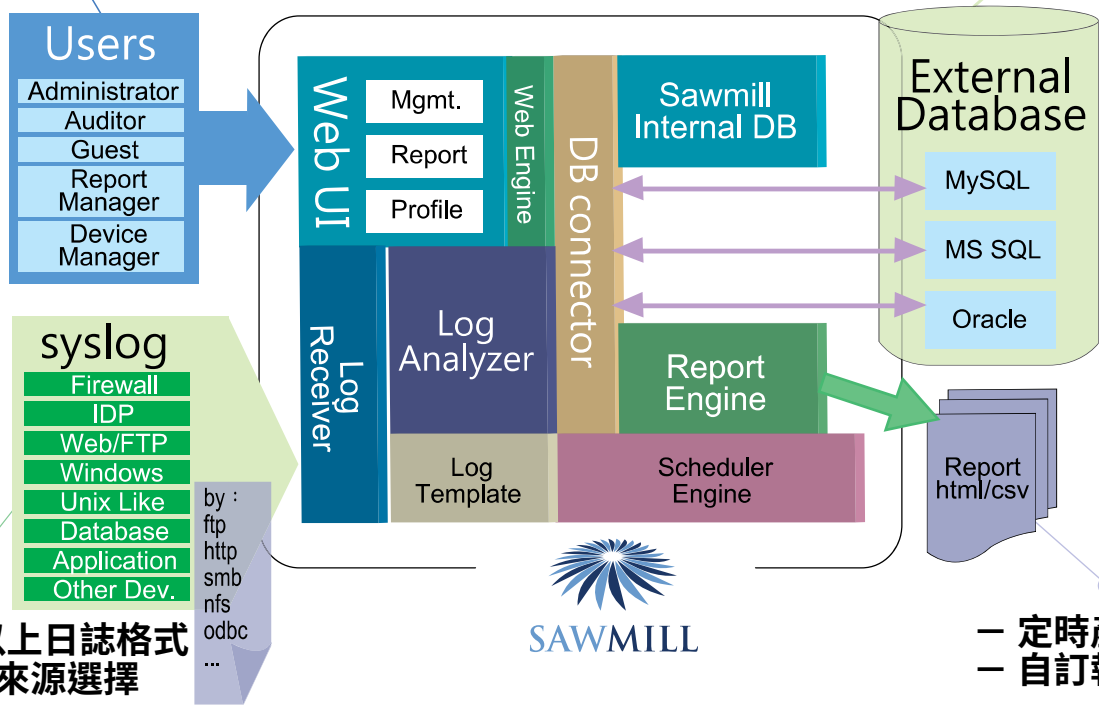 Users
Administrator
Auditor
Guest
Report
Manager
Device
Manager
syslog
Firewall
IDP
Web/FTP
Windows
Unix Like
Database
Application
Other Dev.
by：
ftp
http
smb
nfs
odbc
...
以上日誌格式
來源選擇
Web UI
Mgmt.
Report
Profile
Web Engine
DB connector
Sawmill
Internal DB
Log
Receiver
Log
Analyzer
Report
Engine
Log
Template
Scheduler
Engine
SAWMILL
External
Database
MySQL
MS SQL
Oracle
Report
html/csv
－ 定時
－ 自訂